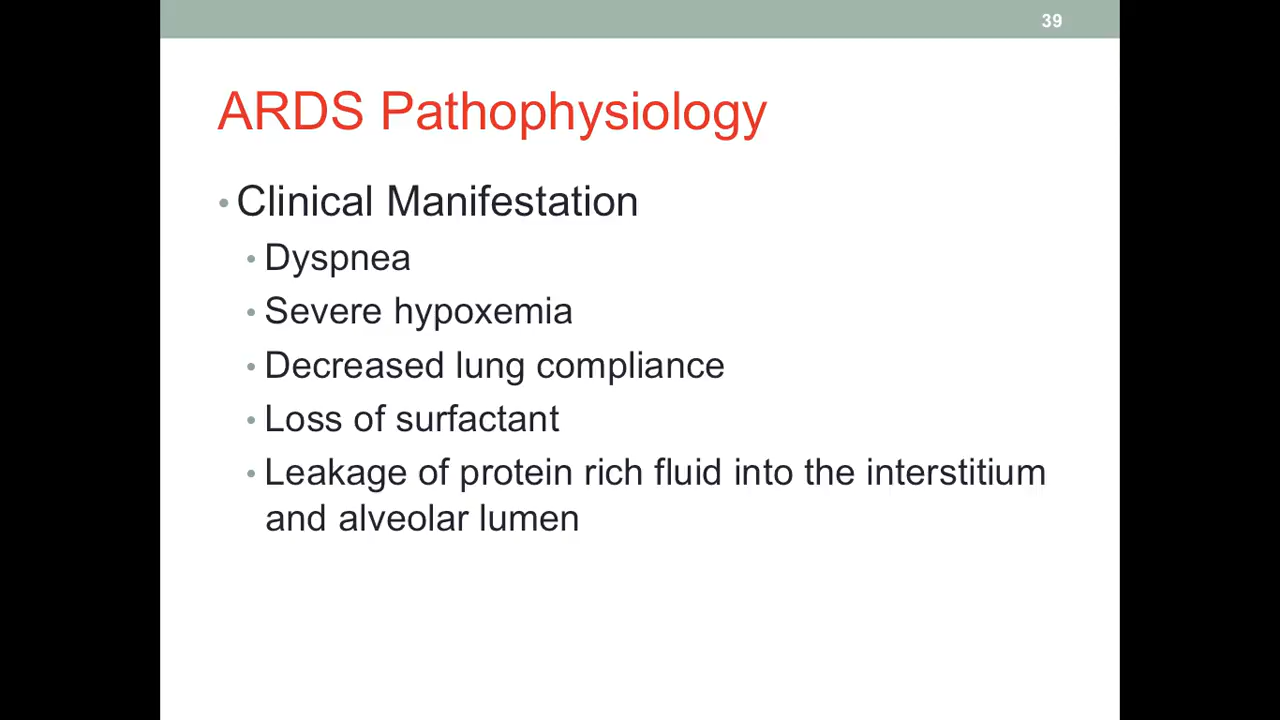 39
ARDS Pathophysiology
• Clinical Manifestation
• Dyspnea
• Severe hypoxemia
• Decreased lung compliance
• Loss of surfactant
• Leakage of protein rich fluid into the interstitium
and alveolar lumen